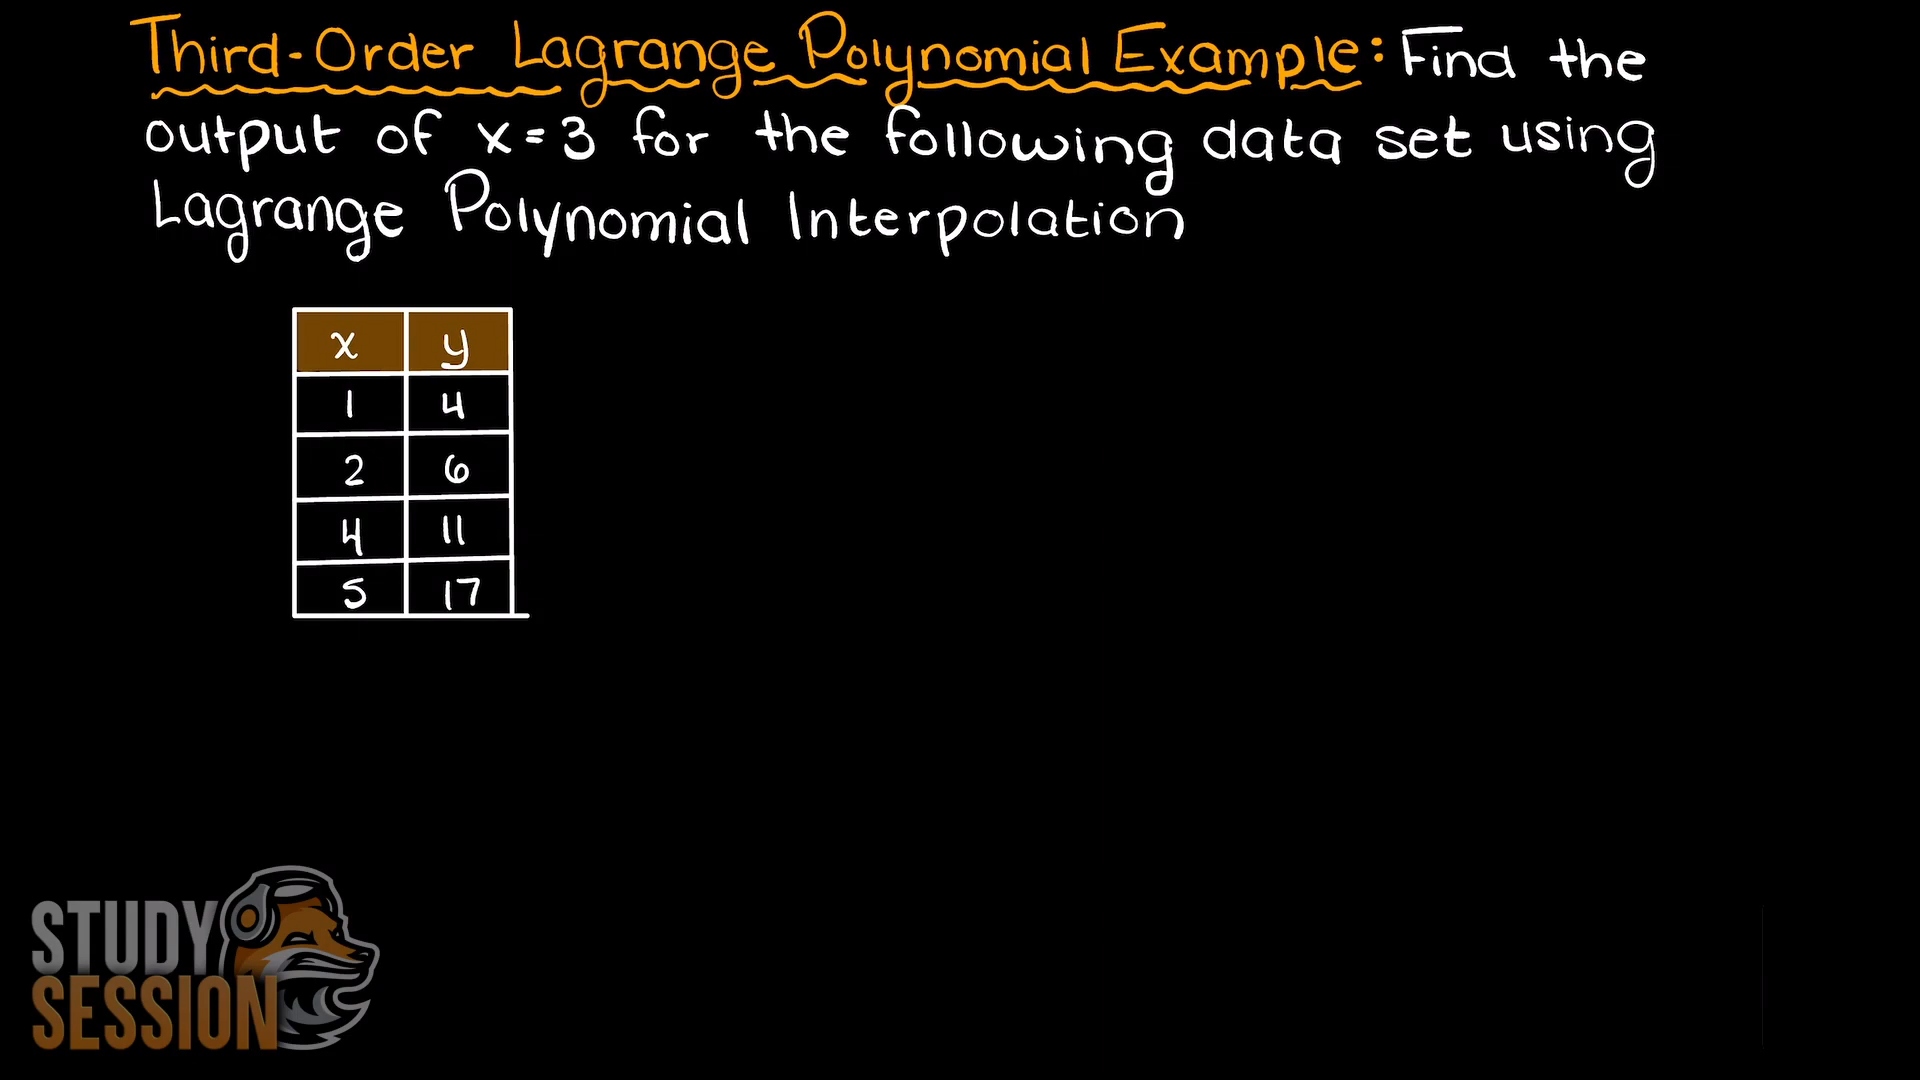 Third-Order Lagrange Polynomial Example: Find the
output of x=3 for the following data set using
Lagrange Polynomial Interpolation
x y
1 4
2 6
4 11
5 17
STUDY
SESSION